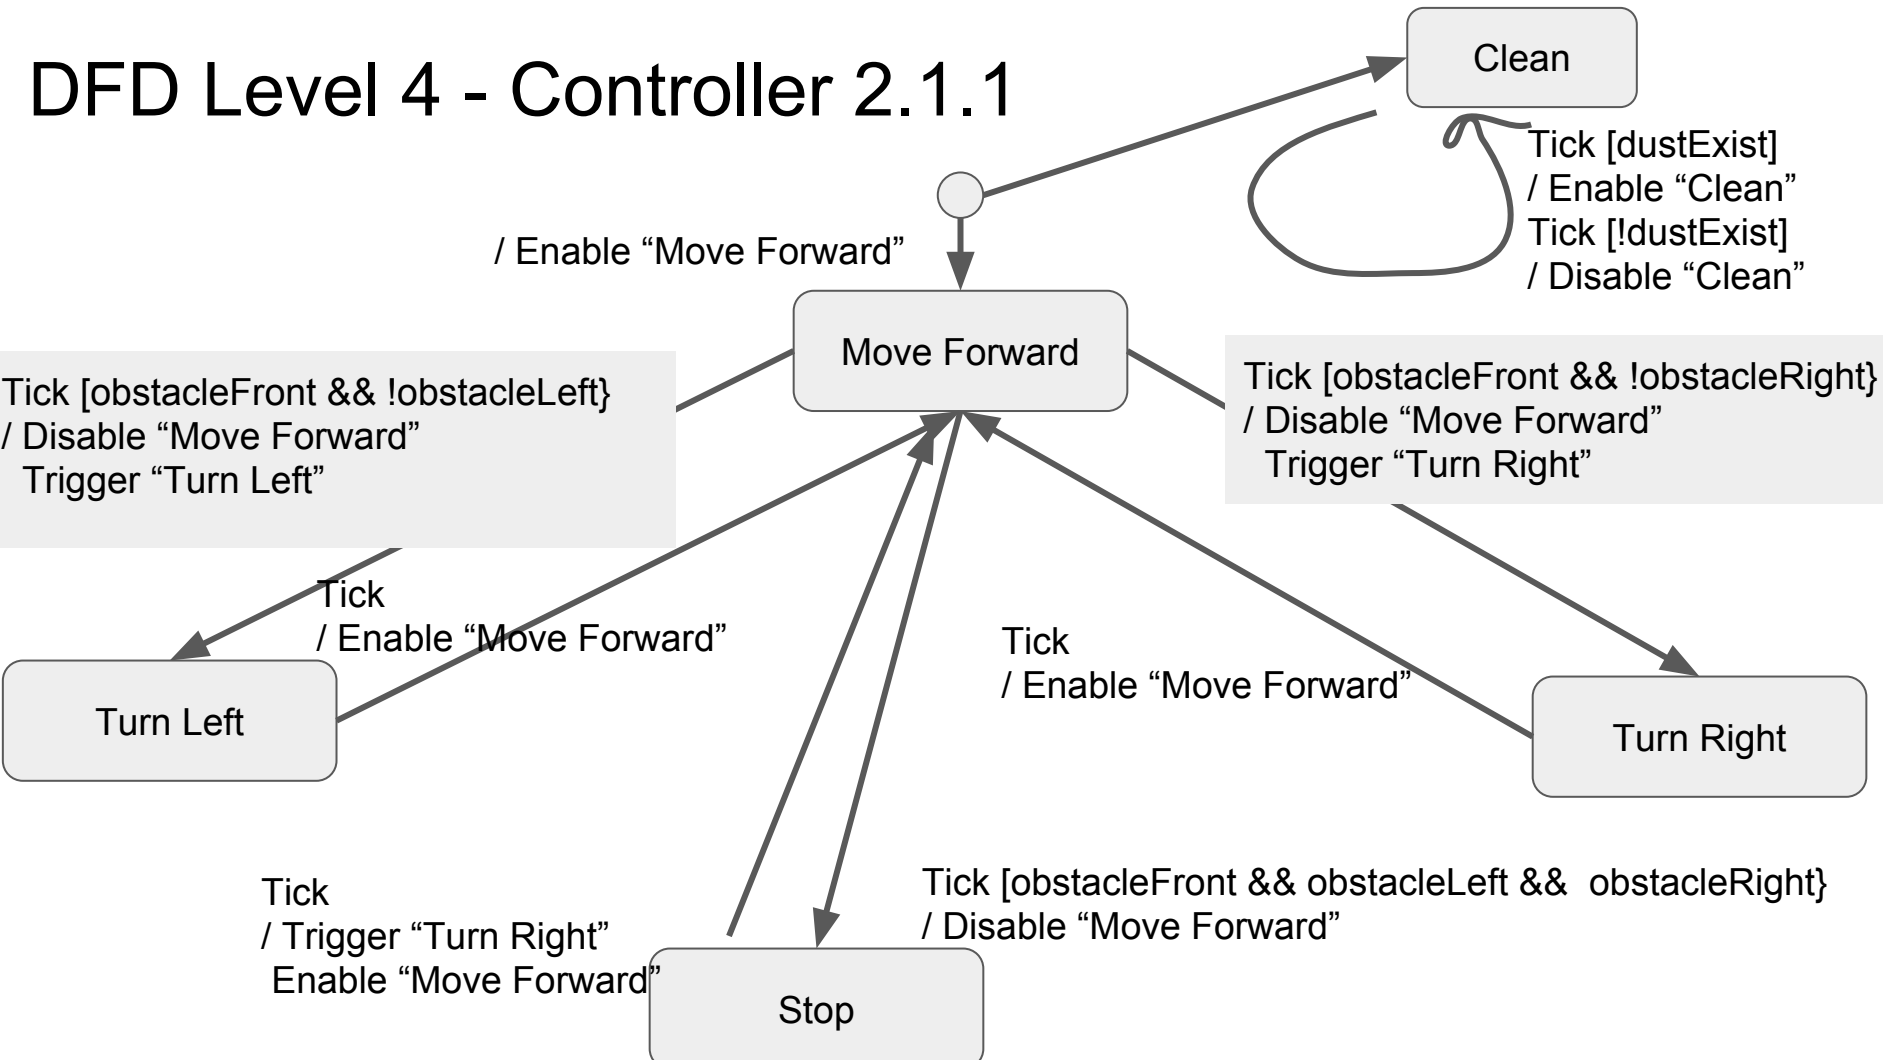 DFD Level 4 - Controller 2.1.1
Clean
Tick [dustExist]
/ Enable “Clean”
Tick [!dustExist]
/ Disable “Clean”
/ Enable “Move Forward”
Move Forward
Tick [obstacleFront && !obstacleLeft}
/ Disable “Move Forward”
Trigger “Turn Left”
Tick [obstacleFront && !obstacleRight}
/ Disable “Move Forward”
Trigger “Turn Right”
Tick
/ Enable “Move Forward”
Tick
/ Enable “Move Forward”
Turn Left
Turn Right
Tick
/ Trigger “Turn Right”
Enable “Move Forward”
Tick [obstacleFront && obstacleLeft &&  obstacleRight}
/ Disable “Move Forward”
Stop